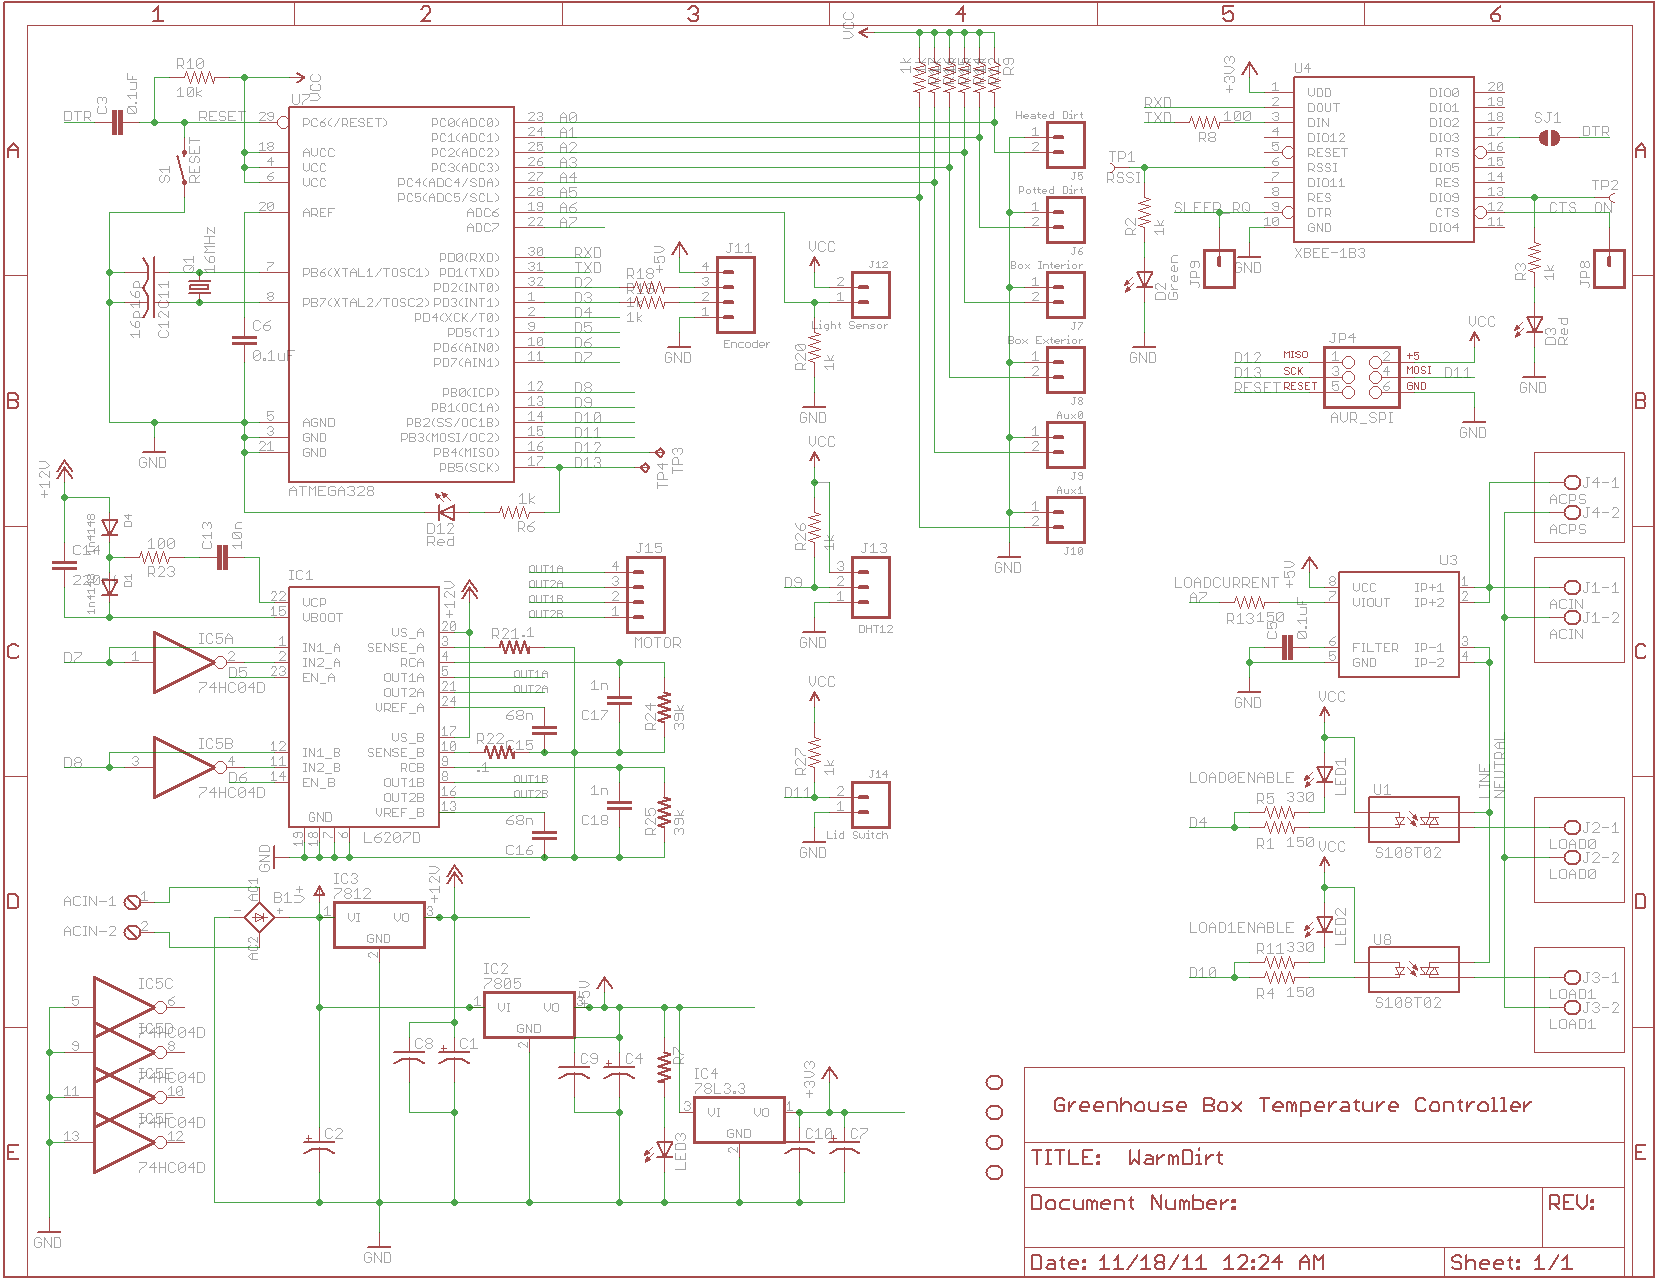 1 2 3 4 5 6
A
B
C
D
E
A
B
C
D
E
R10
10k
VCC
C3
0.1uF
DTR
RESET
S1
RESET
U7
29 PC6(/RESET)
18 AVCC
4 VCC
6 VCC
20 AREF
7 PB6(XTAL1/TOSC1)
8 PB7(XTAL2/TOSC2)
5 AGND
3 GND
21 GND
PC0(ADC0) 23 A0
PC1(ADC1) 24 A1
PC2(ADC2) 25 A2
PC3(ADC3) 26 A3
PC4(ADC4/SDA) 27 A4
PC5(ADC5/SCL) 28 A5
ADC6 19 A6
ADC7 22 A7
PD0(RXD) 30 RXD
PD1(TXD) 31 TXD
PD2(INT0) 32 D2
PD3(INT1) 1 D3
PD4(XCK/T0) 2 D4
PD5(T1) 9 D5
PD6(AIN0) 10 D6
PD7(AIN1) 11 D7
PB0(ICP) 12 D8
PB1(OC1A) 13 D9
PB2(SS/OC1B) 14 D10
PB3(MOSI/OC2) 15 D11
PB4(MISO) 16 D12
PB5(SCK) 17 D13
ATMEGA328
TP4
TP3
Q1
16MHz
16p 16p
C12 C11
C6
0.1uF
GND
D12
Red
1k
R6
R18
1k
+5V
GND
J11
4
3
2
1
Encoder
VCC
J12
2
1
Light Sensor
R20
1k
GND
VCC
1k
R9
Heated Dirt
1
2
J5
Potted Dirt
1
2
J6
Box Interior
1
2
J7
Box Exterior
1
2
J8
Aux0
1
2
J9
Aux1
1
2
J10
GND
+3V3
U4
RXD
TXD
R8
100
1 VDD
2 DOUT
3 DIN
4 DIO12
5 RESET
6 RSSI
7 DIO11
8 RES
9 DTR
10 GND
DIO0 20
DIO1 19
DIO2 18
DIO3 17
RTS 16
DIO5 15
RES 14
DIO9 13
CTS 12
DIO4 11
XBEE-1B3
SJ1
DTR
TP1
RSSI
R2
1k
D2
Green
GND
SLEEP_RQ
JP9
GND
TP2
CTS
ON
R3
1k
JP8
D3
Red
GND
JP4
D12 MISO 1 2 +5
D13 SCK 3 4 MOSI D11
RESET RESET 5 6 GND
AVR_SPI
VCC
GND
+12V
1n4148
D4
C14
D1
1n4148
100
R23
C13
10n
IC1
22 VCP
15 VBOOT
1 IN1_A
2 IN2_A
23 EN_A
12 IN1_B
11 IN2_B
14 EN_B
GND
19
18
7
6
US_A 20
SENSE_A 3
RCA 4
OUT1A 5 OUT1A
OUT2A 21 OUT2A
VREF_A 24
US_B 17
SENSE_B 10
RCB 9
OUT1B 8 OUT1B
OUT2B 16 OUT2B
VREF_B 13
L6207D
+12V
D7
1
IC5A
2
74HC04D
D5
D8
3
IC5B
4
74HC04D
D6
R21 .1
R22
.1
68n
C15
68n
C16
1n
C17
R24
39k
1n
C18
R25
39k
GND
J15
OUT1A 4
OUT2A 3
OUT1B 2
OUT2B 1
MOTOR
VCC
R26
1k
D9
J13
3
2
1
DHT12
GND
VCC
R27
1k
D11
J14
2
1
Lid Switch
GND
LOADCURRENT
A7
R13 150
+5V
C5
0.1uF
GND
U3
8 VCC
7 VIOUT
6 FILTER
5 GND
IP+1 1
IP+2 2
IP-1 3
IP-2 4
J4-1
ACPS
J4-2
ACPS
J1-1
ACIN
J1-2
ACIN
LINE
NEUTRAL
VCC
LED1
LOAD0ENABLE
R5 330
D4
R1 150
U1
S108T02
J2-1
LOAD0
J2-2
LOAD0
VCC
LED2
LOAD1ENABLE
R11 330
D10
R4 150
U8
S108T02
J3-1
LOAD1
J3-2
LOAD1
ACIN-1 1
ACIN-2 2
AC1
AC2
B1
- +
IC3
7812
1 VI VO 3
GND
2
+12V
IC2
7805
1 VI VO 3
GND
2
+5V
C8
C1
C9
C4
R7
LED3
IC4
78L3.3
3 VI VO 1
GND
2
+3V3
C10
C7
C2
GND
IC5C
5 6
74HC04D
IC5D
9 8
74HC04D
IC5E
11 10
IC5F
13 12
74HC04D
GND
Greenhouse Box Temperature Controller
TITLE: WarmDirt
Document Number:
REV:
Date: 11/18/11 12:24 AM
Sheet: 1/1